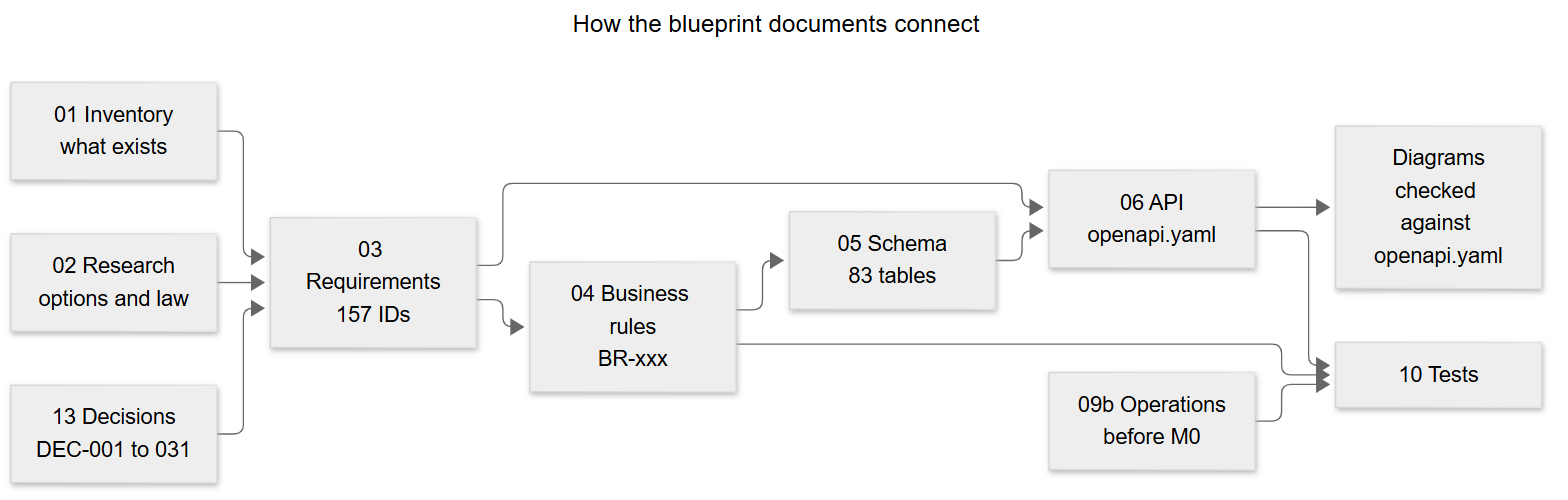 How the blueprint documents connect
01 Inventory
what exists
02 Research
options and law
13 Decisions
DEC-001 to 031
03
Requirements
157 IDs
04 Business
rules
BR-xxx
05 Schema
83 tables
06 API
openapi.yaml
09b Operations
before M0
Diagrams
checked
against
openapi.yaml
10 Tests